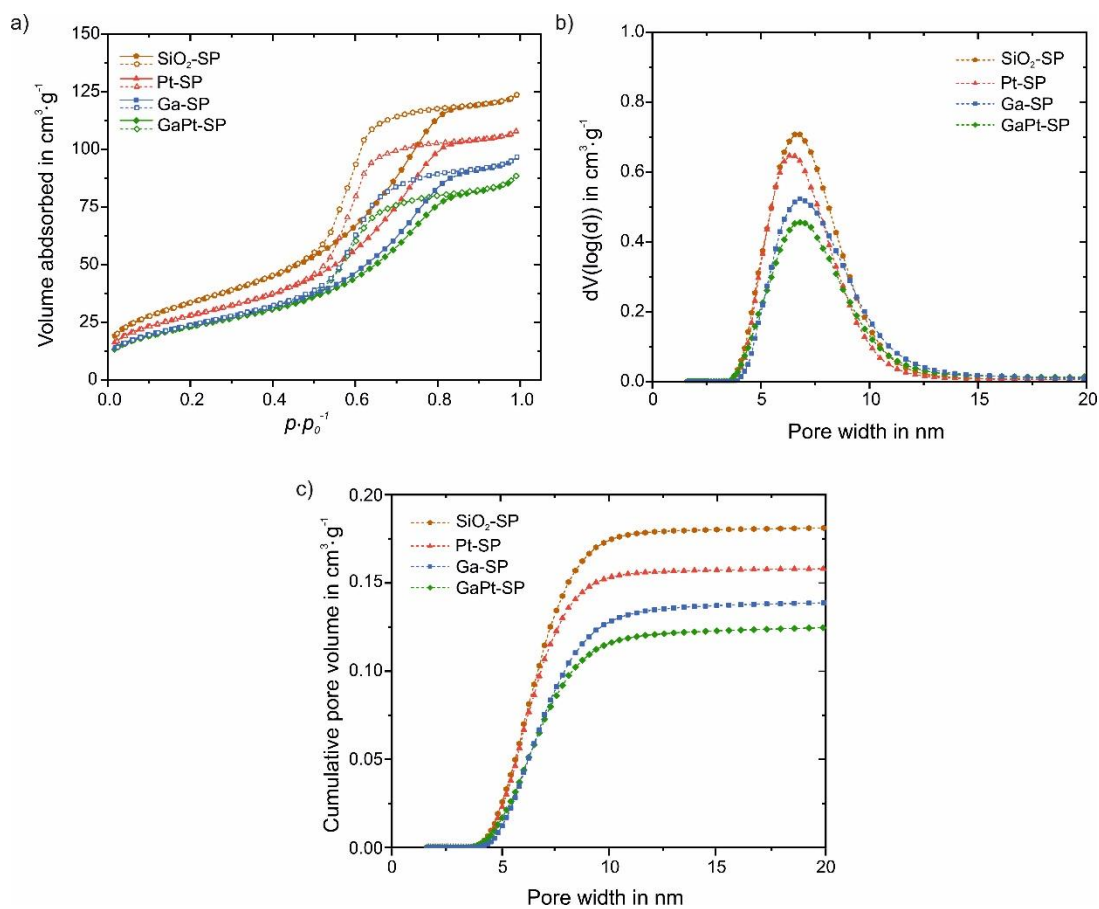 a)
Volume abdsorbed in cm³·g⁻¹
150
125
100
75
50
25
0
SiO₂-SP
Pt-SP
Ga-SP
GaPt-SP
0.0 0.2 0.4 0.6 0.8 1.0
p·p₀⁻¹
b)
dV(log(d)) in cm³·g⁻¹
1.0
0.8
0.6
0.4
0.2
0.0
SiO₂-SP
Pt-SP
Ga-SP
GaPt-SP
0 5 10 15 20
Pore width in nm
c)
Cumulative pore volume in cm³·g⁻¹
0.20
0.15
0.10
0.05
0.00
SiO₂-SP
Pt-SP
Ga-SP
GaPt-SP
0 5 10 15 20
Pore width in nm